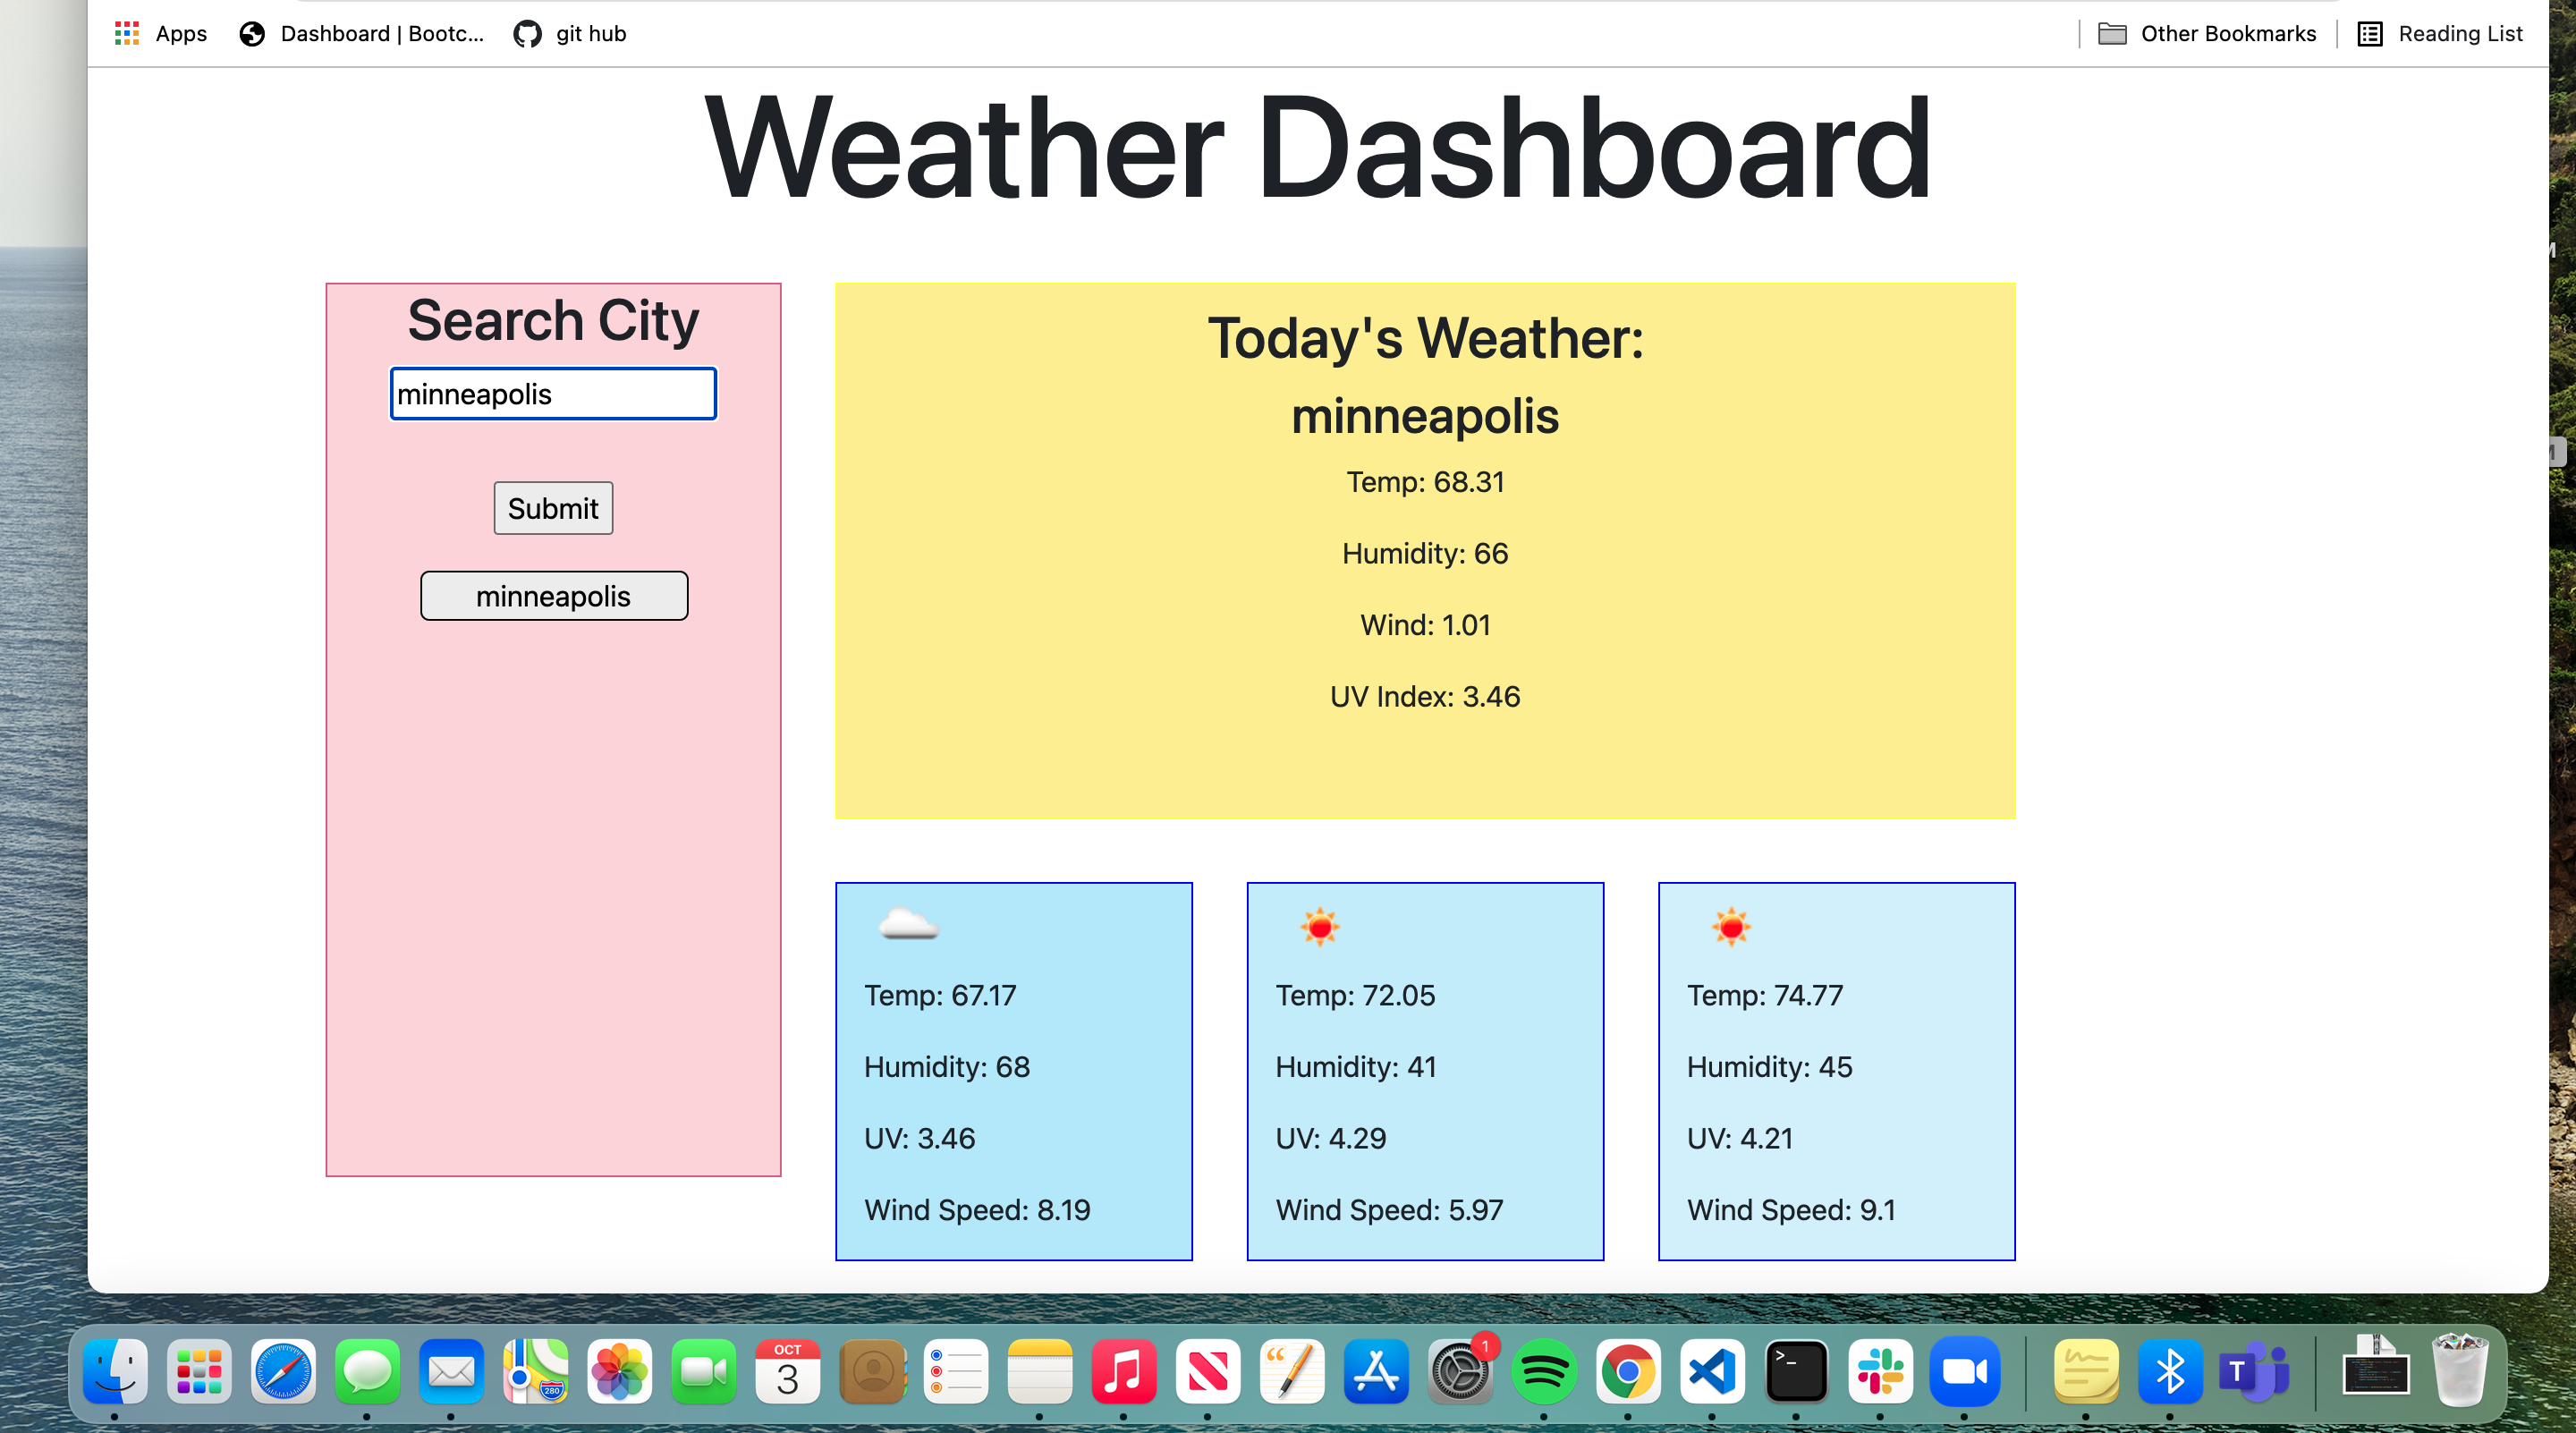 Apps
Dashboard | Bootc...
git hub
Other Bookmarks
Reading List
Weather Dashboard
Search City
minneapolis
Submit
minneapolis
Today's Weather:
minneapolis
Temp: 68.31
Humidity: 66
Wind: 1.01
UV Index: 3.46
Temp: 67.17
Humidity: 68
UV: 3.46
Wind Speed: 8.19
Temp: 72.05
Humidity: 41
UV: 4.29
Wind Speed: 5.97
Temp: 74.77
Humidity: 45
UV: 4.21
Wind Speed: 9.1
280
OCT
3
1
>_
T